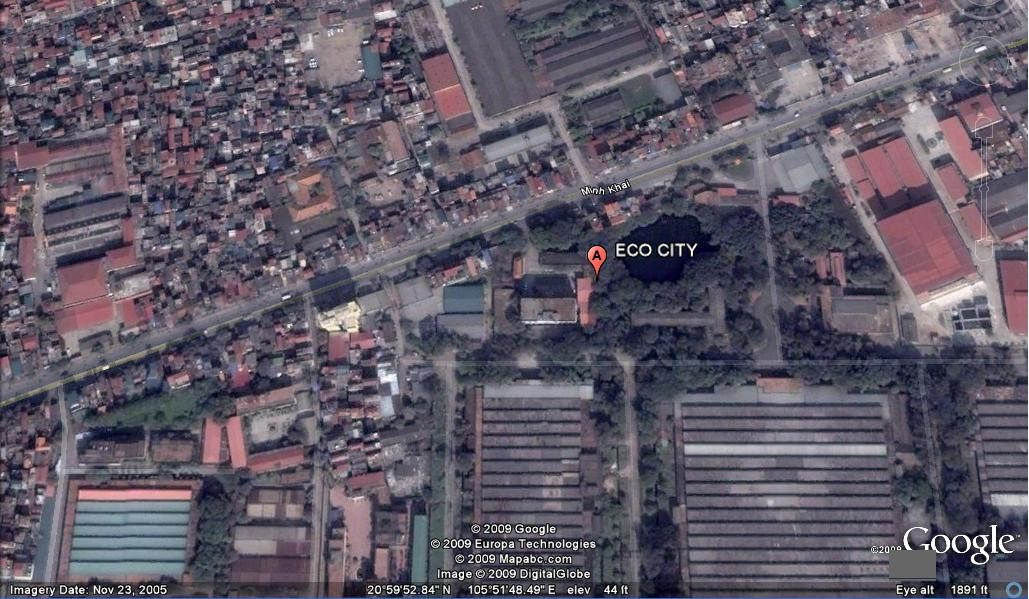 Minh Khai
A
ECO CITY
© 2009 Google
© 2009 Europa Technologies
© 2009 Mapabc.com
Image © 2009 DigitalGlobe
©2009 Google™
Imagery Date: Nov 23, 2005
20°59'52.84" N 105°51'48.49" E elev 44 ft
Eye alt 1891 ft